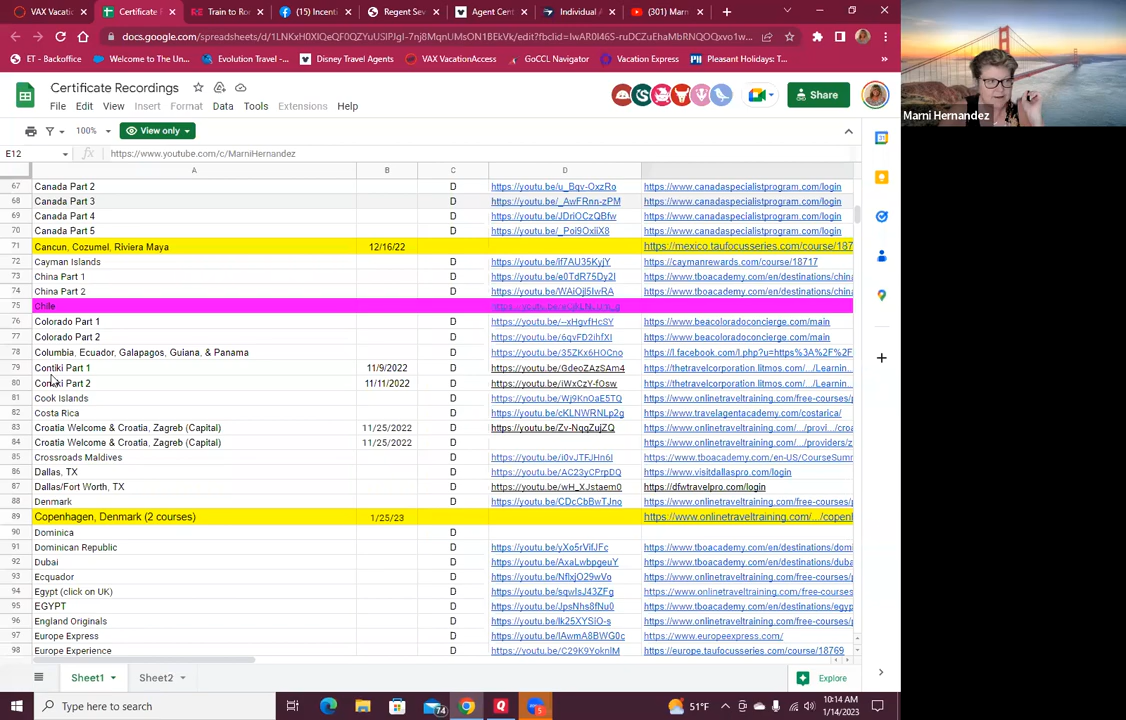 VAX Vacati
Certificate
Train to Ro
(15) Incenti
Regent Sev
Agent Cent
Individual A
(301) Marn
docs.google.com/spreadsheets/d/1LNKxH0XIQeQF0QZYuUSIPJgI-7nj8MqnUMsON1BEkVk/edit?fbclid=IwAR0I46S-ruDCZuEhaMbRNQOQxvo1w...
ET - Backoffice
Welcome to The Un...
Evolution Travel -...
Disney Travel Agents
VAX VacationAccess
GoCCL Navigator
Vacation Express
Pleasant Holidays: T...
Certificate Recordings
File Edit View Insert Format Data Tools Extensions Help
Share
100%
View only
E12
fx https://www.youtube.com/c/MarniHernandez
Marni Hernandez
A B C D
67 Canada Part 2 D https://youtu.be/u_Bqv-OxzRo https://www.canadaspecialistprogram.com/login
68 Canada Part 3 D https://youtu.be/_AwFRnn-zPM https://www.canadaspecialistprogram.com/login
69 Canada Part 4 D https://youtu.be/JDriOCzQBfw https://www.canadaspecialistprogram.com/login
70 Canada Part 5 D https://youtu.be/_PoI9OxIiX8 https://www.canadaspecialistprogram.com/login
71 Cancun, Cozumel, Riviera Maya 12/16/22 https://mexico.taufocusseries.com/course/187
72 Cayman Islands D https://youtu.be/if7AU35KyjY https://caymanrewards.com/course/18717
73 China Part 1 D https://youtu.be/e0TdR75Dy2I https://www.tboacademy.com/en/destinations/china
74 China Part 2 D https://youtu.be/WAiOjI5IwRA https://www.tboacademy.com/en/destinations/china
75 Chile
76 Colorado Part 1 D https://youtu.be/--xHgvfHcSY https://www.beacoloradoconcierge.com/main
77 Colorado Part 2 D https://youtu.be/6qvFD2ihfXI https://www.beacoloradoconcierge.com/main
78 Columbia, Ecuador, Galapagos, Guiana, & Panama D https://youtu.be/35ZKx6HOCno https://l.facebook.com/l.php?u=https%3A%2F%2F
79 Contiki Part 1 D 11/9/2022 https://youtu.be/GdeoZAzSAm4 https://thetravelcorporation.litmos.com/.../Learnin...
80 Contiki Part 2 11/11/2022 D https://youtu.be/iWxCzY-fOsw https://thetravelcorporation.litmos.com/.../Learnin...
81 Cook Islands D https://youtu.be/Wj9KnOaE5TQ https://www.onlinetraveltraining.com/free-courses/
82 Costa Rica D https://youtu.be/cKLNWRNLp2g https://www.travelagentacademy.com/costarica/
83 Croatia Welcome & Croatia, Zagreb (Capital) 11/25/2022 D https://youtu.be/Zv-NqqZujZQ https://www.onlinetraveltraining.com/.../provi.../cro
84 Croatia Welcome & Croatia, Zagreb (Capital) 11/25/2022 D https://www.onlinetraveltraining.com/.../providers/z
85 Crossroads Maldives D https://youtu.be/i0vJTFJHn6I https://www.tboacademy.com/en-US/CourseSumm
86 Dallas, TX D https://youtu.be/AC23yCPrpDQ https://www.visitdallaspro.com/login
87 Dallas/Fort Worth, TX D https://youtu.be/wH_XJstaem0 https://dfwtravelpro.com/login
88 Denmark D https://youtu.be/CDcCbBwTJno https://www.onlinetraveltraining.com/free-courses/
89 Copenhagen, Denmark (2 courses) 1/25/23 https://www.onlinetraveltraining.com/.../copenl
90 Dominica D
91 Dominican Republic D https://youtu.be/yXo5rVifJFc https://www.tboacademy.com/en/destinations/domi
92 Dubai D https://youtu.be/AxaLwbpgeuY https://www.tboacademy.com/en/destinations/duba
93 Ecquador D https://youtu.be/NflxjO29wVo https://www.onlinetraveltraining.com/free-courses/
94 Egypt (click on UK) D https://youtu.be/sqwIsJ43ZFg https://www.onlinetraveltraining.com/free-courses/
95 EGYPT D https://youtu.be/JpsNhs8fNu0 https://www.tboacademy.com/en/destinations/egyp
96 England Originals D https://youtu.be/Ik25XYSiO-s https://www.onlinetraveltraining.com/free-courses/
97 Europe Express D https://youtu.be/IAwmA8BWG0c https://www.europeexpress.com/
98 Europe Experience D https://youtu.be/C29K9YoknlM https://europe.taufocusseries.com/course/18769
Sheet1
Sheet2
Explore
Type here to search
74
51°F
10:14 AM
1/14/2023